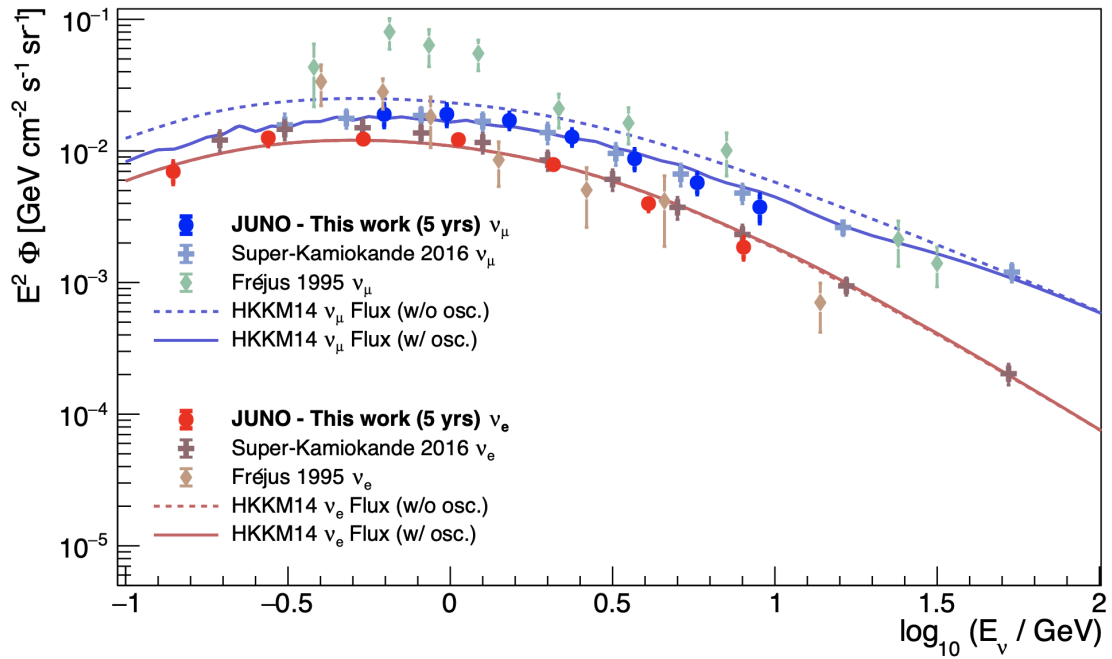 E² Φ [GeV cm⁻² s⁻¹ sr⁻¹]
10⁻¹
10⁻²
10⁻³
10⁻⁴
10⁻⁵
JUNO - This work (5 yrs) νμ
Super-Kamiokande 2016 νμ
Fréjus 1995 νμ
HKKM14 νμ Flux (w/o osc.)
HKKM14 νμ Flux (w/ osc.)
JUNO - This work (5 yrs) νe
Super-Kamiokande 2016 νe
Fréjus 1995 νe
HKKM14 νe Flux (w/o osc.)
HKKM14 νe Flux (w/ osc.)
−1 −0.5 0 0.5 1 1.5 2
log₁₀ (Eν / GeV)